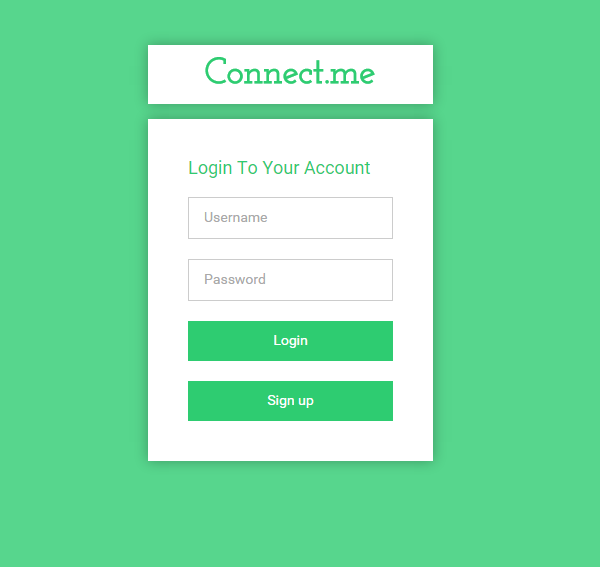 Connect.me
Login To Your Account
Username
Password
Login
Sign up